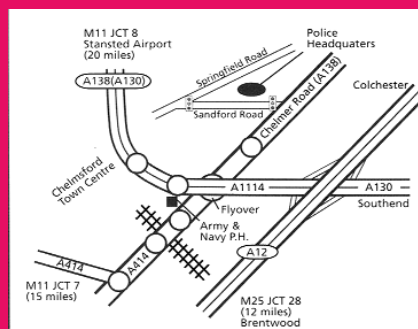 M11 JCT 8
Stansted Airport
(20 miles)
Police
Headquaters
A138(A130)
Springfield Road
Sandford Road
Chelmer Road (A138)
Colchester
Chelmsford
Town Centre
A1114
A130
Southend
Flyover
Army &
Navy P.H.
A12
A414
A414
M11 JCT 7
(15 miles)
M25 JCT 28
(12 miles)
Brentwood